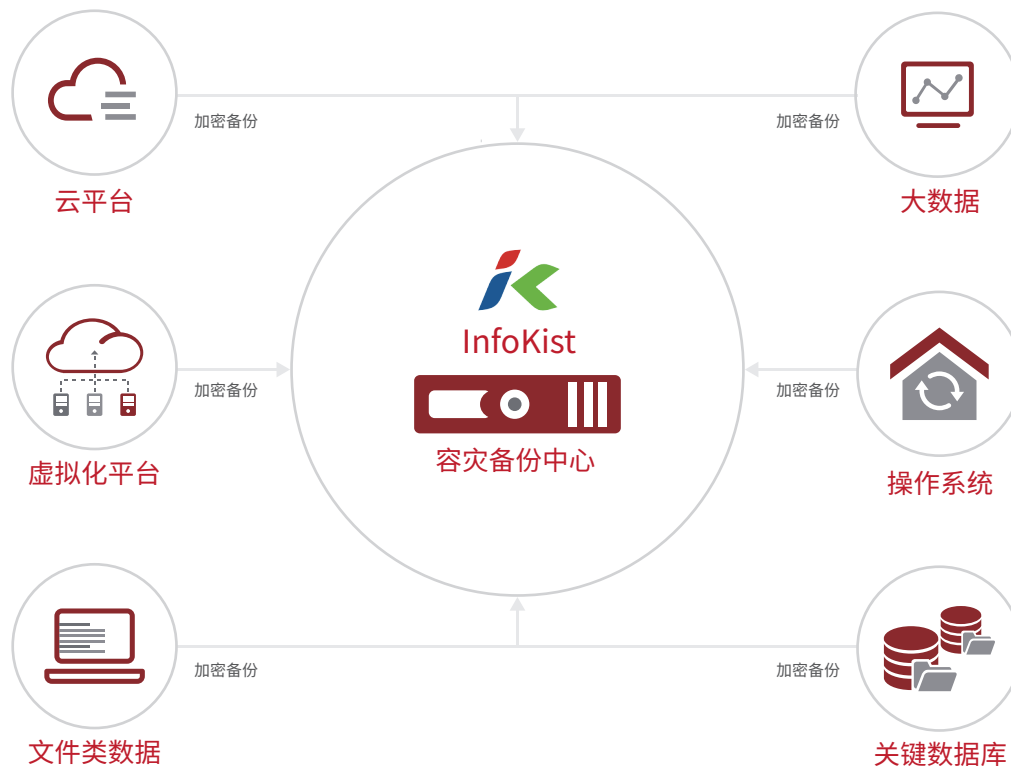 加密备份
加密备份
云平台
大数据
InfoKist
加密备份
加密备份
容灾备份中心
虚拟化平台
操作系统
加密备份
加密备份
文件类数据
关键数据库